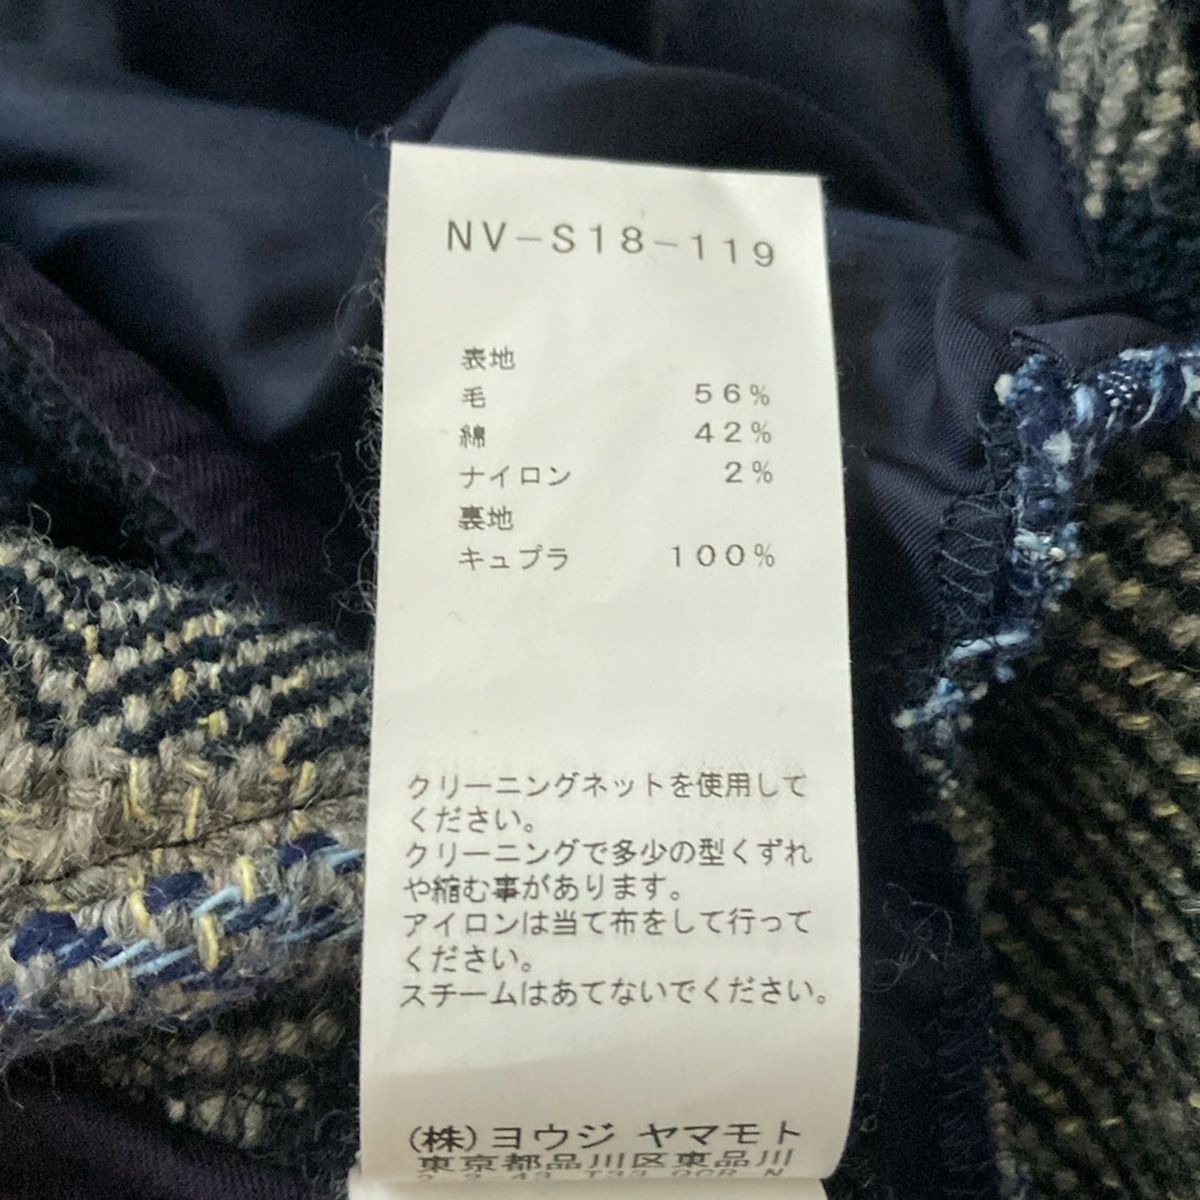 NV-S18-119
表地
毛 56%
綿 42%
ナイロン 2%
裏地
キュプラ 100%
クリーニングネットを使用して
ください。
クリーニングで多少の型くずれ
や縮む事があります。
アイロンは当て布をして行って
ください。
スチームはあてないでください。
(株)ヨウジ ヤマモト
東京都品川区東品川
2-2-43 T33 OCR N